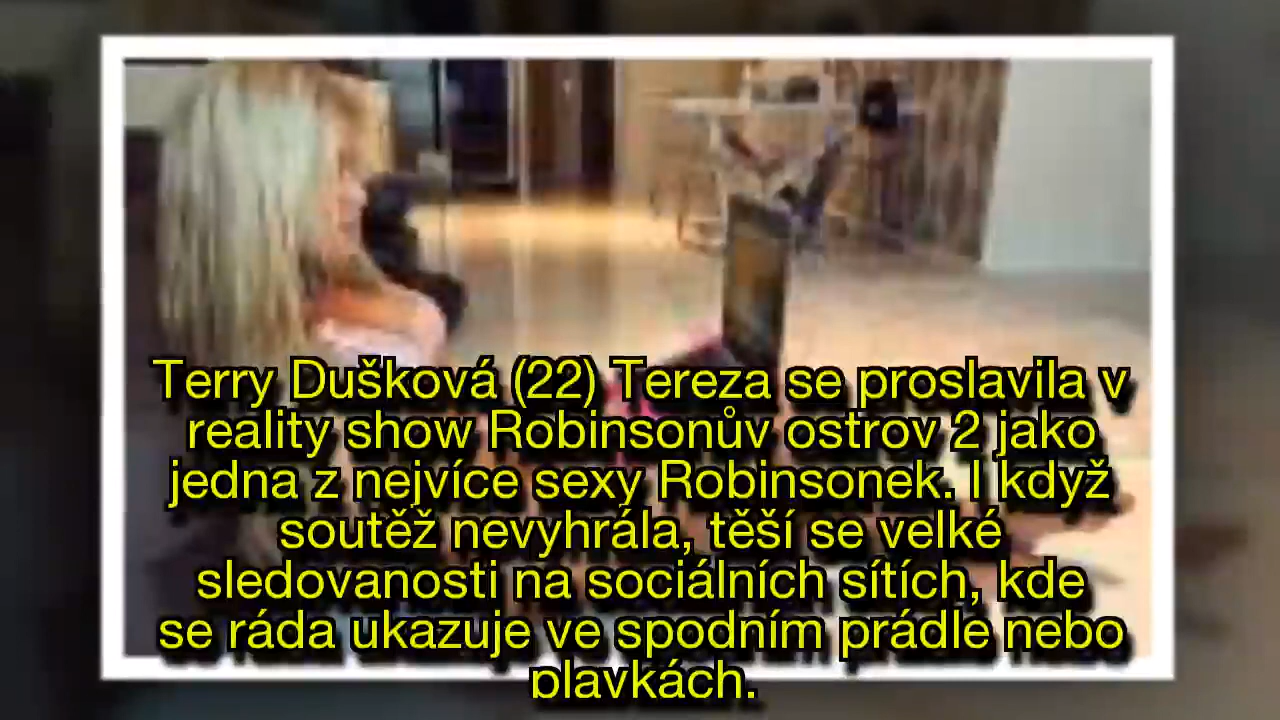 Terry Dušková (22) Tereza se proslavila v
reality show Robinsonův ostrov 2 jako
jedna z nejvíce sexy Robinsonek. I když
soutěž nevyhrála, těší se velké
sledovanosti na sociálních sítích, kde
se ráda ukazuje ve spodním prádle nebo
plavkách.